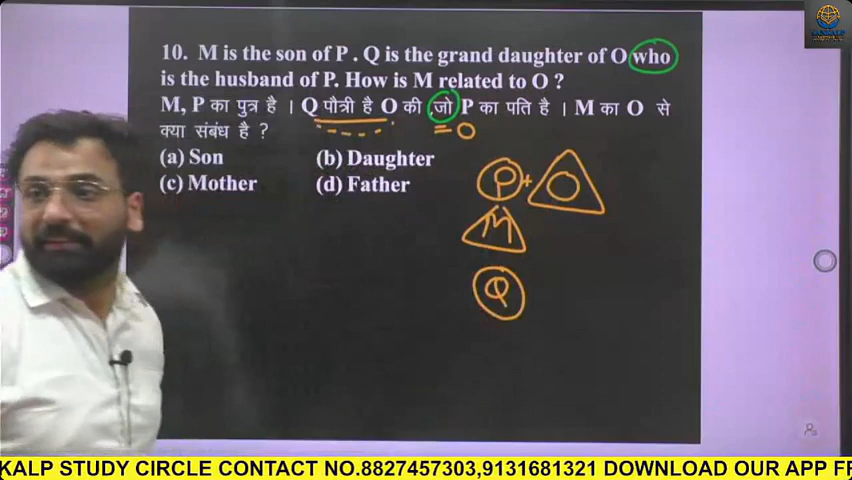 10. M is the son of P . Q is the grand daughter of O who
is the husband of P. How is M related to O ?
M, P का पुत्र है । Q पौत्री है O की ,जो P का पति है । M का O से
क्या संबंध है ?
= O
(a) Son (b) Daughter
(c) Mother (d) Father
P + O
M
Q
KALP STUDY CIRCLE CONTACT NO.8827457303,9131681321 DOWNLOAD OUR APP FR